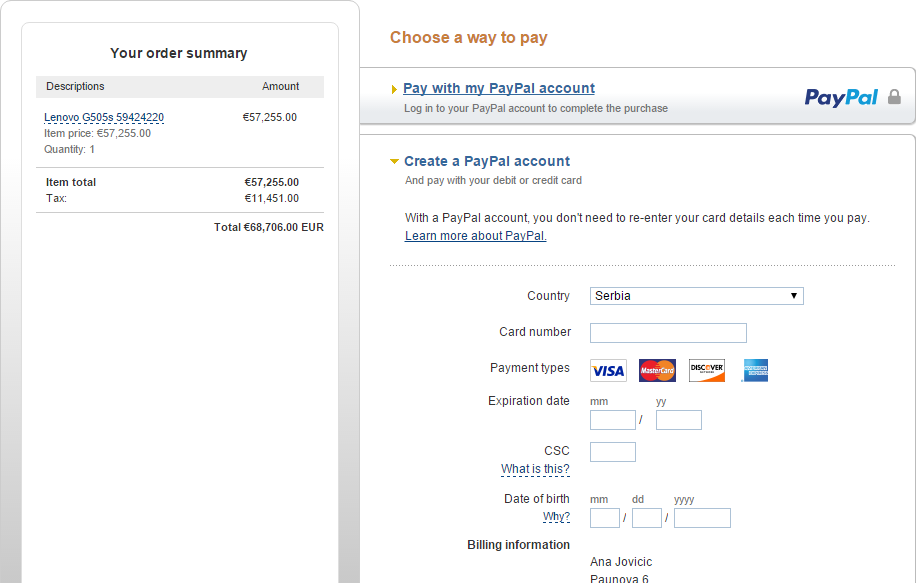 Your order summary
Descriptions Amount
Lenovo G505s 59424220 €57,255.00
Item price: €57,255.00
Quantity: 1
Item total €57,255.00
Tax: €11,451.00
Total €68,706.00 EUR
Choose a way to pay
Pay with my PayPal account
Log in to your PayPal account to complete the purchase
PayPal
Create a PayPal account
And pay with your debit or credit card
With a PayPal account, you don't need to re-enter your card details each time you pay.
Learn more about PayPal.
Country Serbia
Card number
Payment types VISA MasterCard DISCOVER AMERICAN EXPRESS
Expiration date mm yy
/
CSC
What is this?
Date of birth mm dd yyyy
Why? / /
Billing information
Ana Jovicic
Paunova 6